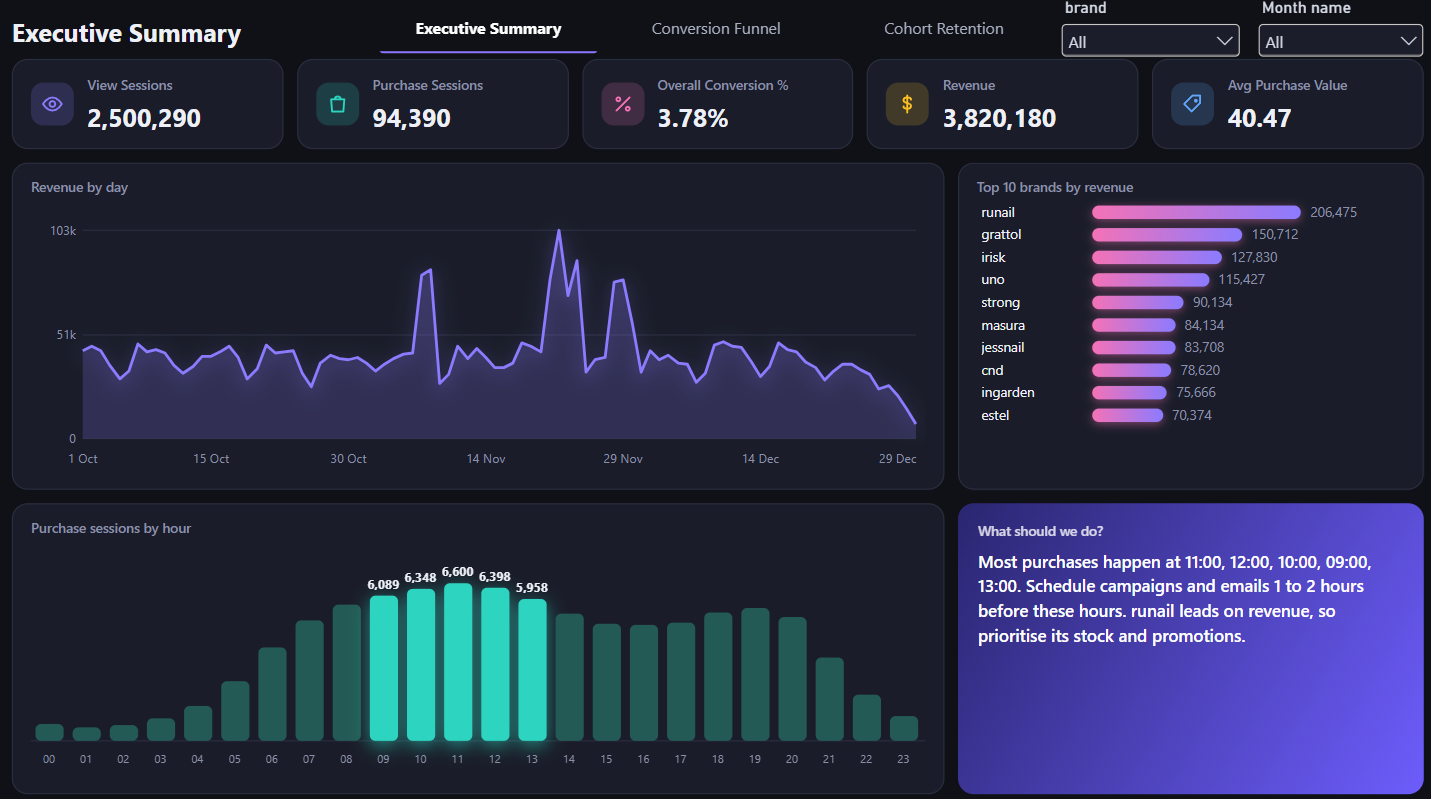 Executive Summary
Executive Summary
Conversion Funnel
Cohort Retention
brand
All
Month name
All
View Sessions
2,500,290
Purchase Sessions
94,390
Overall Conversion %
3.78%
Revenue
3,820,180
Avg Purchase Value
40.47
Revenue by day
103k
51k
0
1 Oct 15 Oct 30 Oct 14 Nov 29 Nov 14 Dec 29 Dec
Top 10 brands by revenue
runail 206,475
grattol 150,712
irisk 127,830
uno 115,427
strong 90,134
masura 84,134
jessnail 83,708
cnd 78,620
ingarden 75,666
estel 70,374
Purchase sessions by hour
6,089 6,348 6,600 6,398 5,958
00 01 02 03 04 05 06 07 08 09 10 11 12 13 14 15 16 17 18 19 20 21 22 23
What should we do?
Most purchases happen at 11:00, 12:00, 10:00, 09:00,
13:00. Schedule campaigns and emails 1 to 2 hours
before these hours. runail leads on revenue, so
prioritise its stock and promotions.